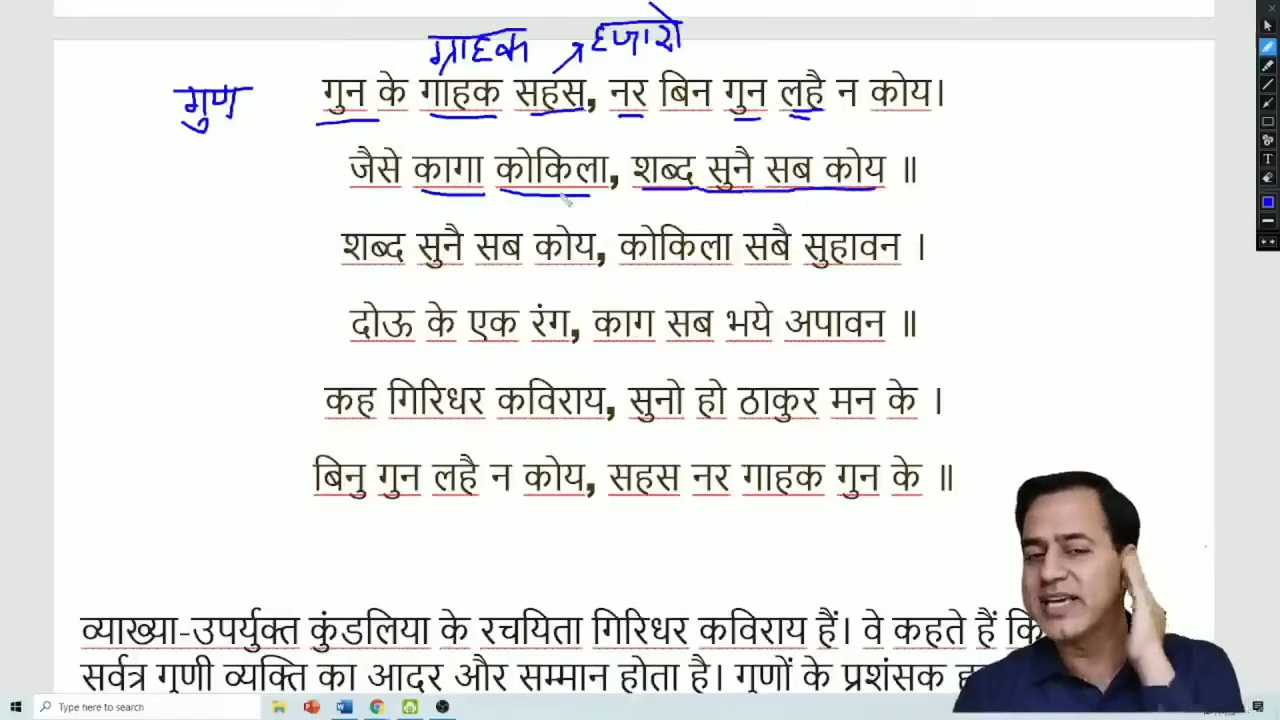 ग्राहक हजारो
गुण
गुन के गाहक सहस, नर बिन गुन लहै न कोय।
जैसे कागा कोकिला, शब्द सुनै सब कोय ॥
शब्द सुनै सब कोय, कोकिला सबै सुहावन ।
दोऊ के एक रंग, काग सब भये अपावन ॥
कह गिरिधर कविराय, सुनो हो ठाकुर मन के ।
बिनु गुन लहै न कोय, सहस नर गाहक गुन के ॥
व्याख्या-उपर्युक्त कुंडलिया के रचयिता गिरिधर कविराय हैं। वे कहते हैं कि
सर्वत्र गुणी व्यक्ति का आदर और सम्मान होता है। गुणों के प्रशंसक
Type here to search